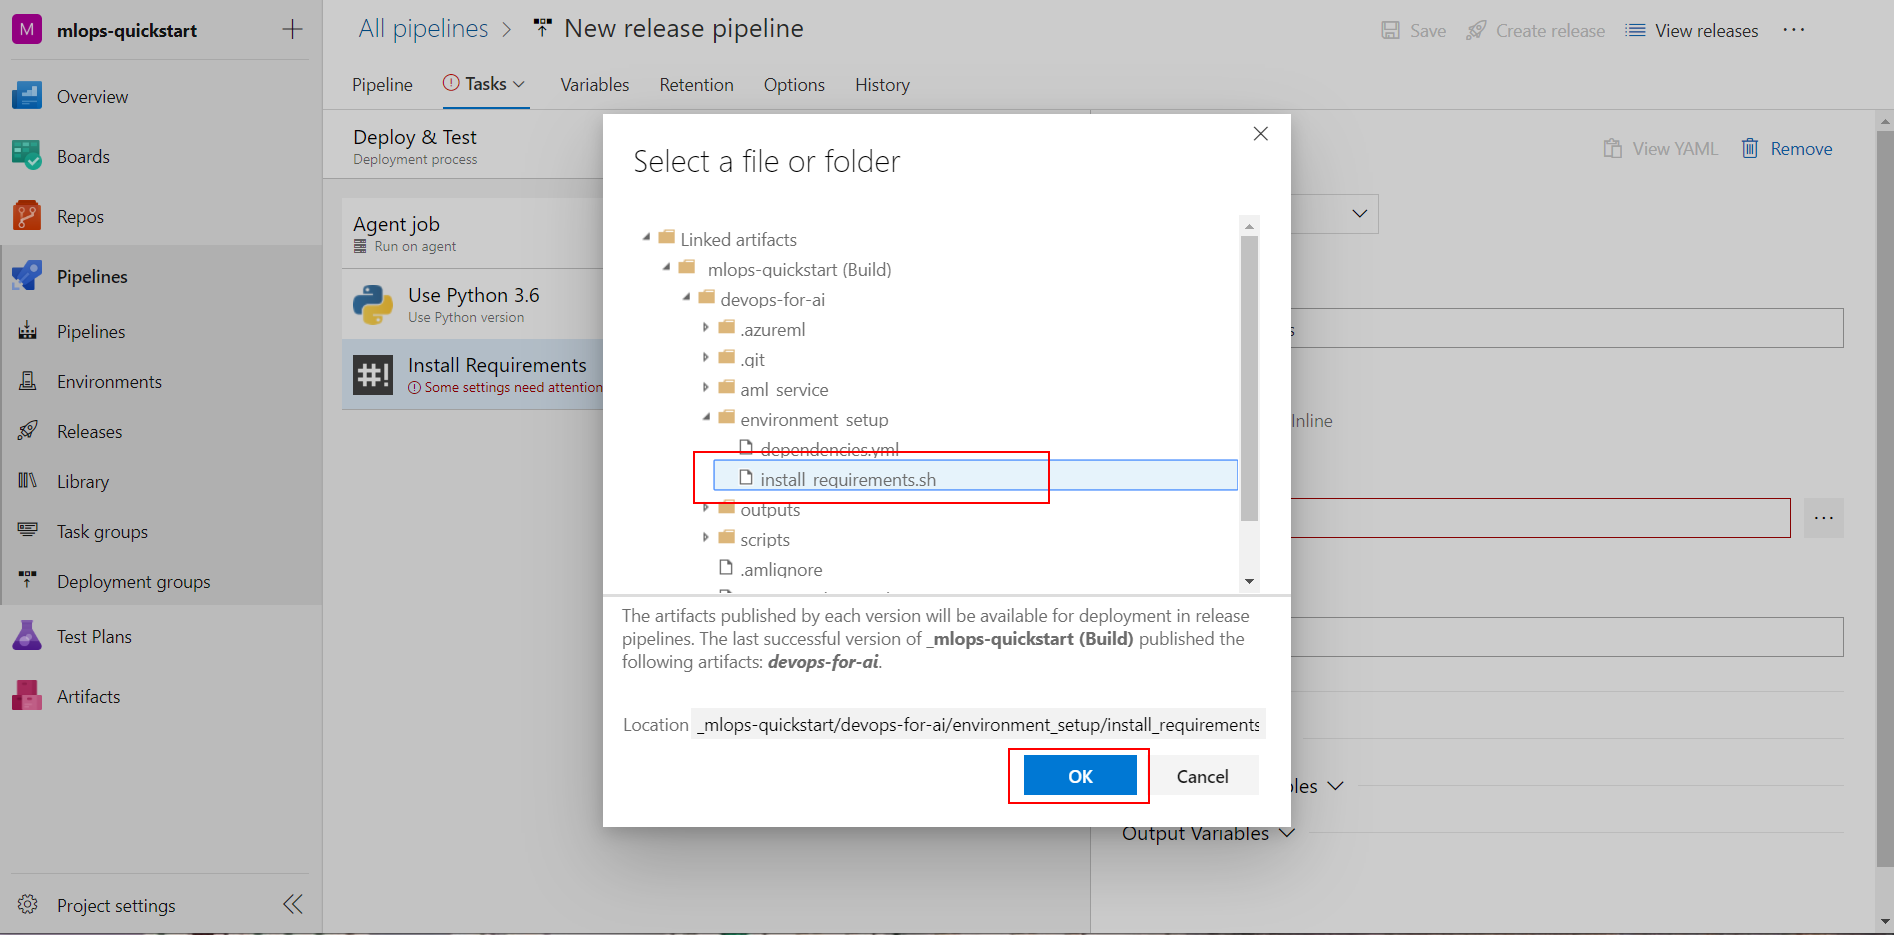 M mlops-quickstart
All pipelines
New release pipeline
Save
Create release
View releases
Pipeline
Tasks
Variables
Retention
Options
History
Overview
Boards
Repos
Pipelines
Pipelines
Environments
Releases
Library
Task groups
Deployment groups
Test Plans
Artifacts
Project settings
Deploy & Test
Deployment process
Agent job
Run on agent
Use Python 3.6
Use Python version
#! Install Requirements
Some settings need attention
View YAML
Remove
Inline
Output Variables
Select a file or folder
Linked artifacts
mlops-quickstart (Build)
devops-for-ai
.azureml
.git
aml_service
environment_setup
dependencies.yml
install_requirements.sh
outputs
scripts
.amlignore
The artifacts published by each version will be available for deployment in release
pipelines. The last successful version of _mlops-quickstart (Build) published the
following artifacts: devops-for-ai.
Location _mlops-quickstart/devops-for-ai/environment_setup/install_requirements
OK
Cancel